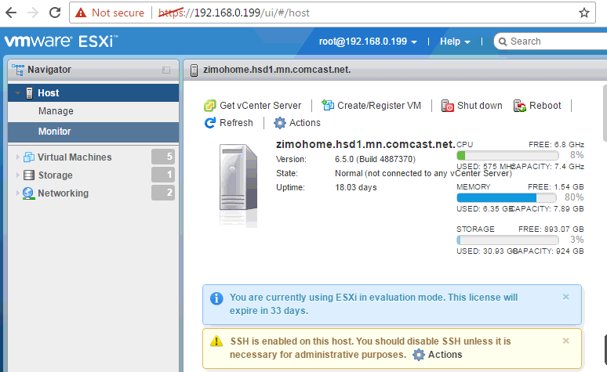 Not secure | https://192.168.0.199/ui/#/host
vmware ESXi™
root@192.168.0.199 | Help | Search
Navigator
zimohome.hsd1.mn.comcast.net.
Host
Manage
Monitor
Virtual Machines 5
Storage 1
Networking 2
Get vCenter Server | Create/Register VM | Shut down Reboot
Refresh | Actions
zimohome.hsd1.mn.comcast.net.
Version: 6.5.0 (Build 4887370)
State: Normal (not connected to any vCenter Server)
Uptime: 18.03 days
CPU FREE: 6.8 GHz
8%
USED: 575 MHz CAPACITY: 7.4 GHz
MEMORY FREE: 1.54 GB
80%
USED: 6.35 GB CAPACITY: 7.89 GB
STORAGE FREE: 893.07 GB
3%
USED: 30.93 GB CAPACITY: 924 GB
You are currently using ESXi in evaluation mode. This license will
expire in 33 days.
SSH is enabled on this host. You should disable SSH unless it is
necessary for administrative purposes. Actions